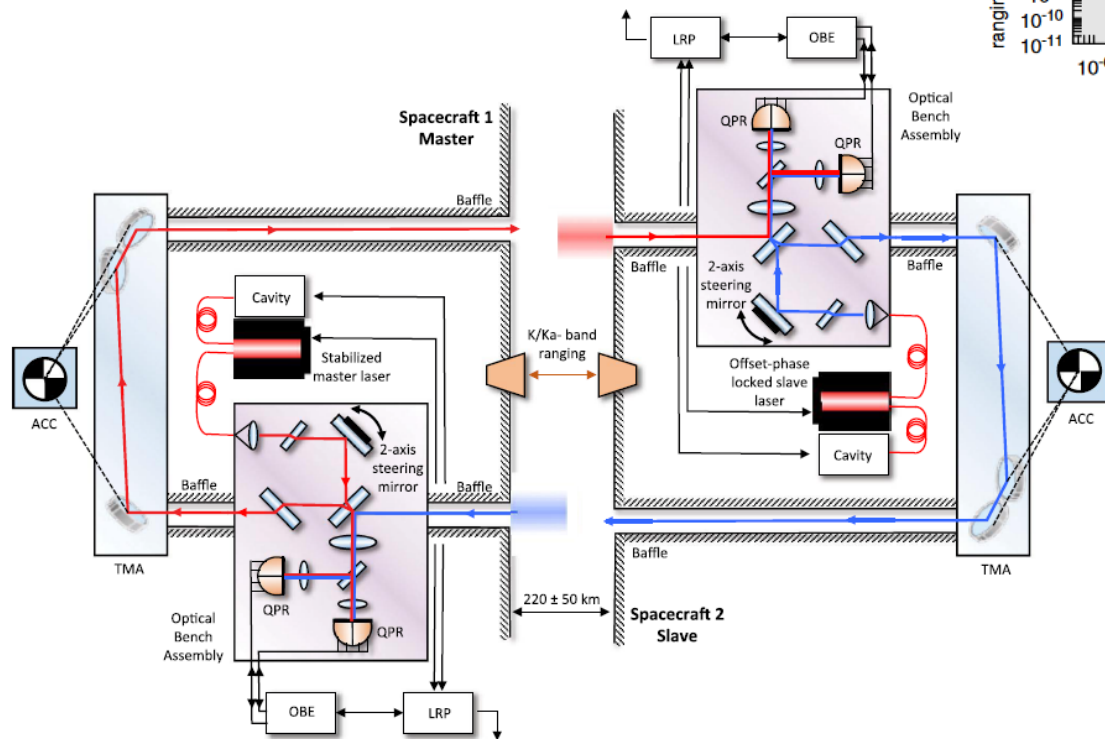 ranging
10-10
10-11
LRP
OBE
Optical
Bench
Assembly
QPR
QPR
Spacecraft 1
Master
Baffle
Baffle
Baffle
2-axis
steering
mirror
Cavity
Stabilized
master laser
K/Ka- band
ranging
Offset-phase
locked slave
laser
Cavity
ACC
ACC
2-axis
steering
mirror
Baffle
Baffle
Baffle
TMA
TMA
QPR
QPR
220 ± 50 km
Spacecraft 2
Slave
Optical
Bench
Assembly
OBE
LRP